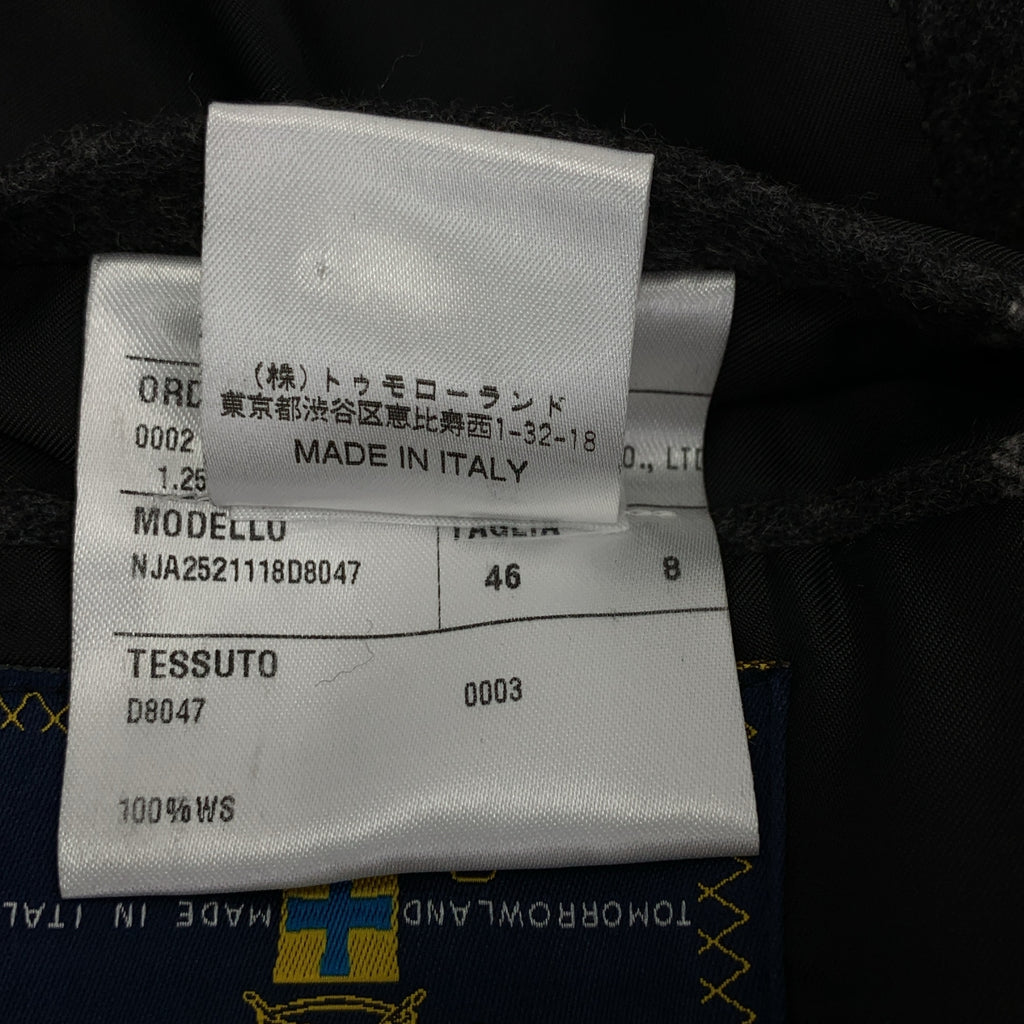 (株)トゥモローランド
東京都渋谷区恵比寿西1-32-18
MADE IN ITALY
ORD
0002
O., LTD
1.25
MODELLO TAGLIA
NJA2521118D8047 46 8
TESSUTO
D8047 0003
100%WS
TOMORROWLAND MADE IN ITAL